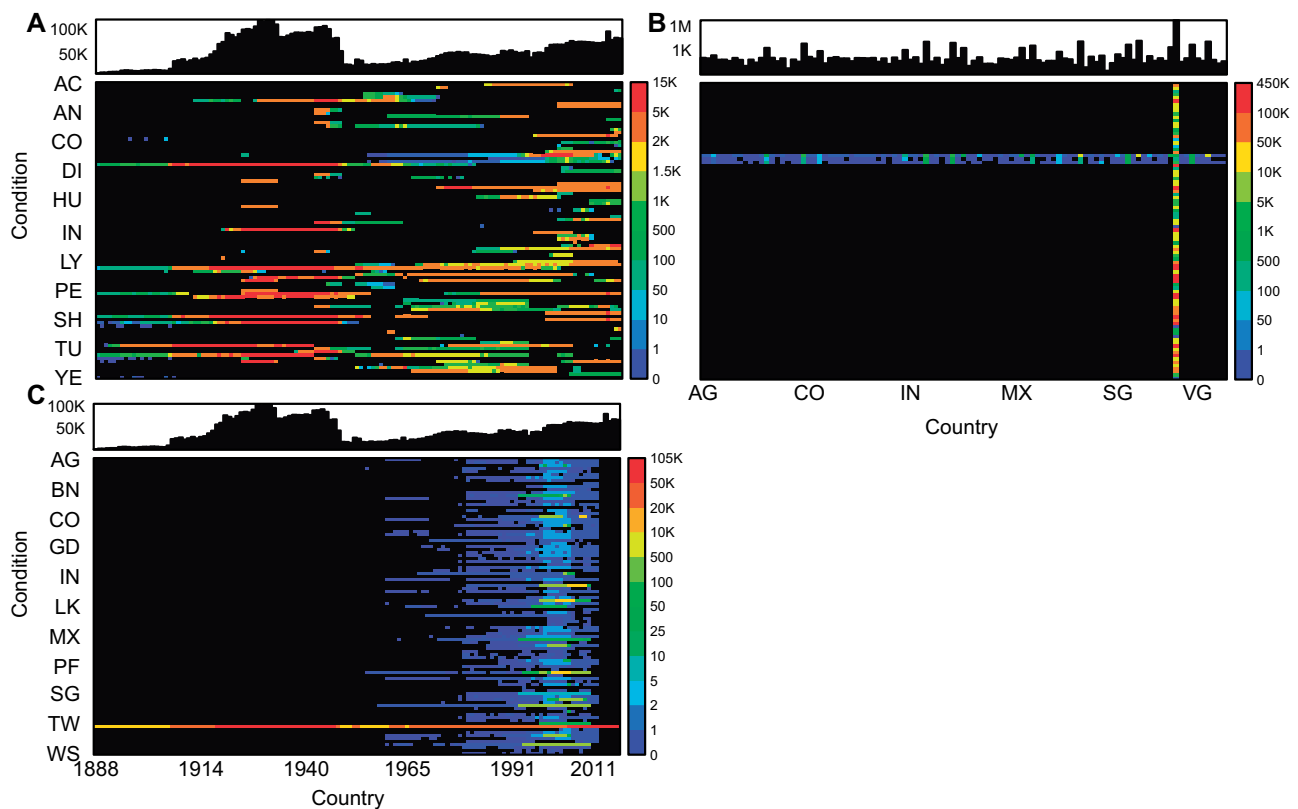 A
100K
50K
Condition
AC
AN
CO
DI
HU
IN
LY
PE
SH
TU
YE
15K
5K
2K
1.5K
1K
500
100
50
10
1
0
B
1M
1K
450K
100K
50K
10K
5K
1K
500
100
50
1
0
AG CO IN MX SG VG
Country
C
100K
50K
Condition
AG
BN
CO
GD
IN
LK
MX
PF
SG
TW
WS
105K
50K
20K
10K
500
100
50
25
10
5
2
1
0
1888 1914 1940 1965 1991 2011
Country